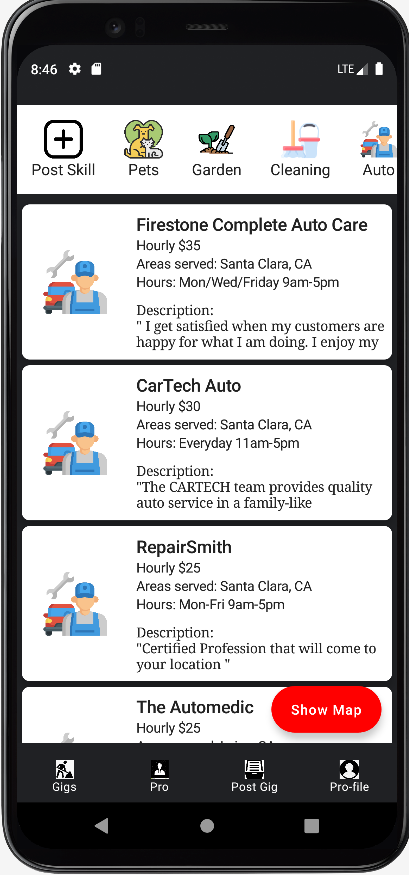 8:46 LTE
Post Skill Pets Garden Cleaning Auto
Firestone Complete Auto Care
Hourly $35
Areas served: Santa Clara, CA
Hours: Mon/Wed/Friday 9am-5pm
Description:
" I get satisfied when my customers are
happy for what I am doing. I enjoy my
CarTech Auto
Hourly $30
Areas served: Santa Clara, CA
Hours: Everyday 11am-5pm
Description:
"The CARTECH team provides quality
auto service in a family-like
RepairSmith
Hourly $25
Areas served: Santa Clara, CA
Hours: Mon-Fri 9am-5pm
Description:
"Certified Profession that will come to
your location "
The Automedic
Hourly $25
Show Map
Gigs Pro Post Gig Pro-file